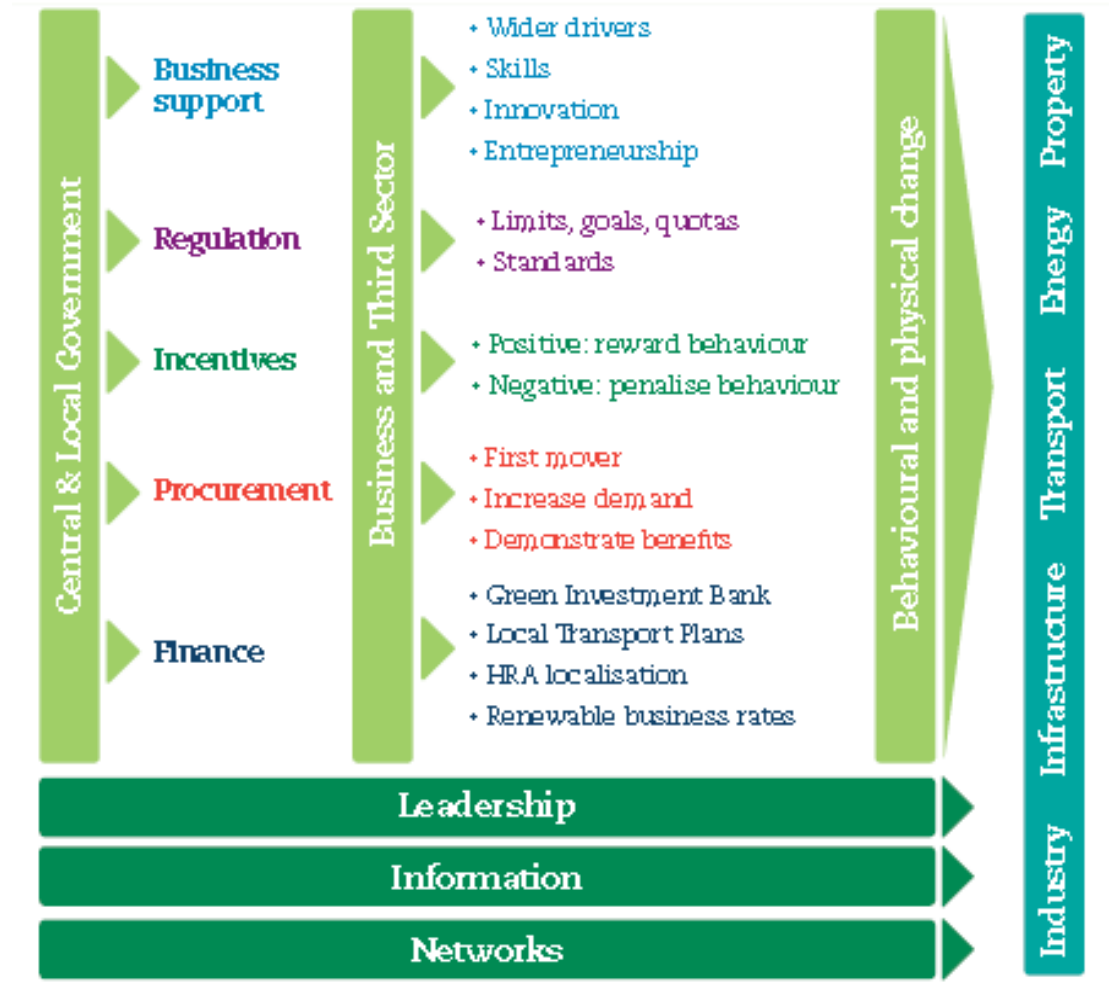 Central & Local Government
Business
support
Regulation
Incentives
Procurement
Finance
Business and Third Sector
• Wider drivers
• Skills
• Innovation
• Entrepreneurship
• Limits, goals, quotas
• Standards
• Positive: reward behaviour
• Negative: penalise behaviour
• First mover
• Increase demand
• Demonstrate benefits
• Green Investment Bank
• Local Transport Plans
• HRA localisation
• Renewable business rates
Behavioural and physical change
Property
Energy
Transport
Infrastructure
Industry
Leadership
Information
Networks